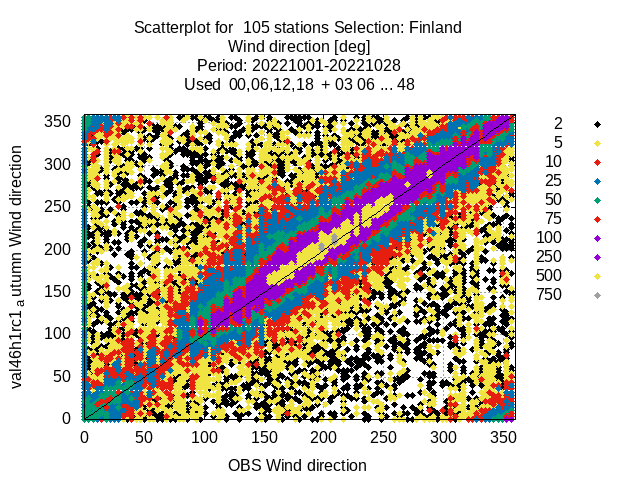 Scatterplot for 105 stations Selection: Finland
Wind direction [deg]
Period: 20221001-20221028
Used 00,06,12,18 + 03 06 ... 48
val46h1rc1 a utumn Wind direction
350
300
250
200
150
100
50
0
0 50 100 150 200 250 300 350
OBS Wind direction
2
5
10
25
50
75
100
250
500
750